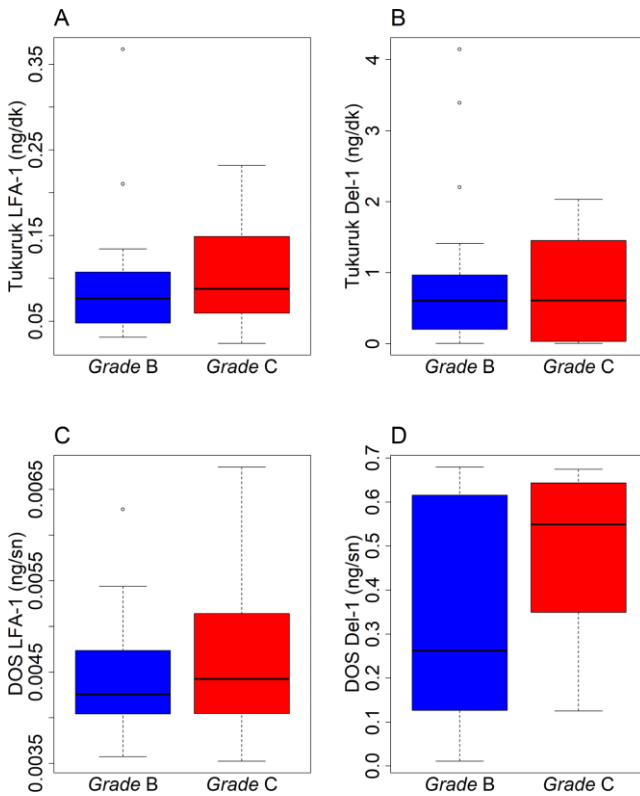 A
Tukuruk LFA-1 (ng/dk)
0.35
0.25
0.15
0.05
Grade B
Grade C
B
Tukuruk Del-1 (ng/dk)
4
3
2
1
0
Grade B
Grade C
C
DOS LFA-1 (ng/sn)
0.0065
0.0055
0.0045
0.0035
Grade B
Grade C
D
DOS Del-1 (ng/sn)
0.7
0.6
0.5
0.4
0.3
0.2
0.1
0.0
Grade B
Grade C